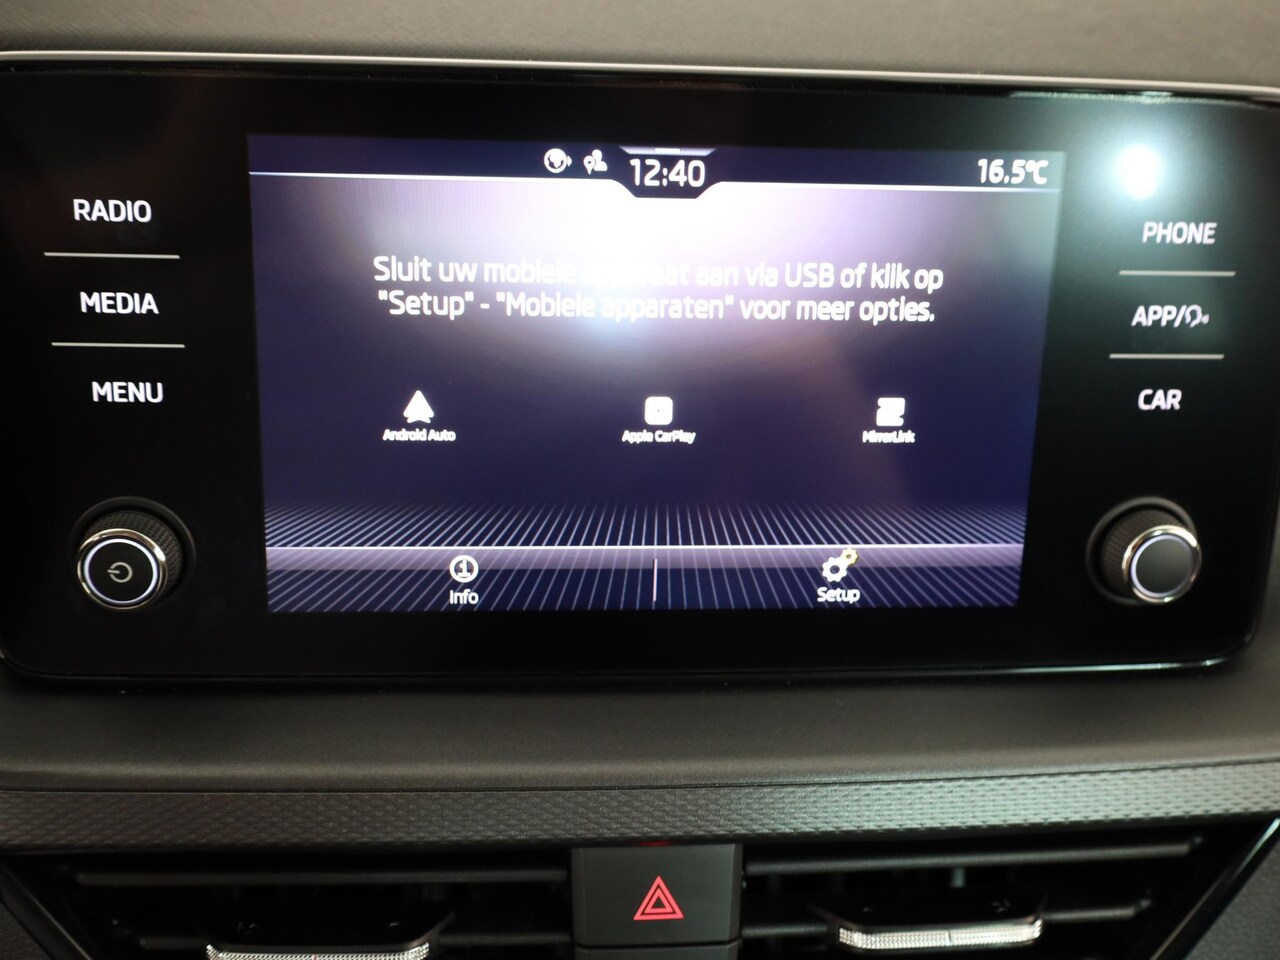 12:40
16,5°C
RADIO
MEDIA
MENU
Sluit uw mobiele apparaat aan via USB of klik op
"Setup" - "Mobiele apparaten" voor meer opties.
Android Auto
Apple CarPlay
MirrorLink
Info
Setup
PHONE
APP/
CAR